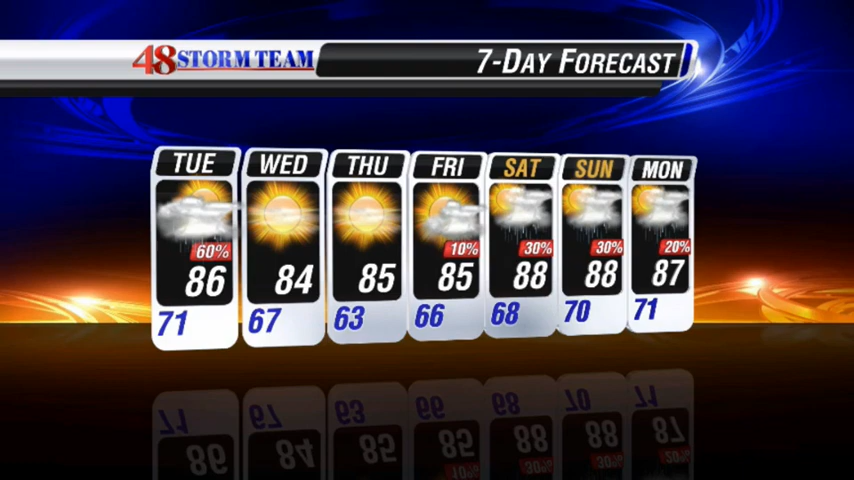 48 STORM TEAM
7-DAY FORECAST
TUE WED THU FRI SAT SUN MON
60% 10% 30% 30% 20%
86 84 85 85 88 88 87
71 67 63 66 68 70 71